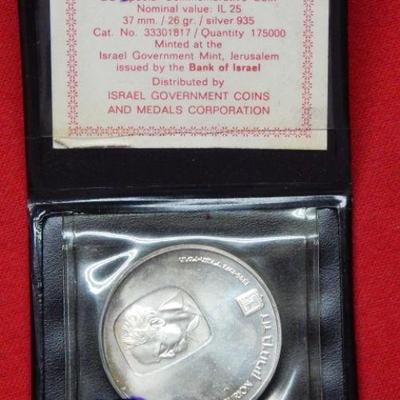 Nominal value: IL 25
37 mm. / 26 gr. / silver 935
Cat. No. 33301817 / Quantity 175000
Minted at the
Israel Government Mint, Jerusalem
issued by the Bank of Israel
Distributed by
ISRAEL GOVERNMENT COINS
AND MEDALS CORPORATION